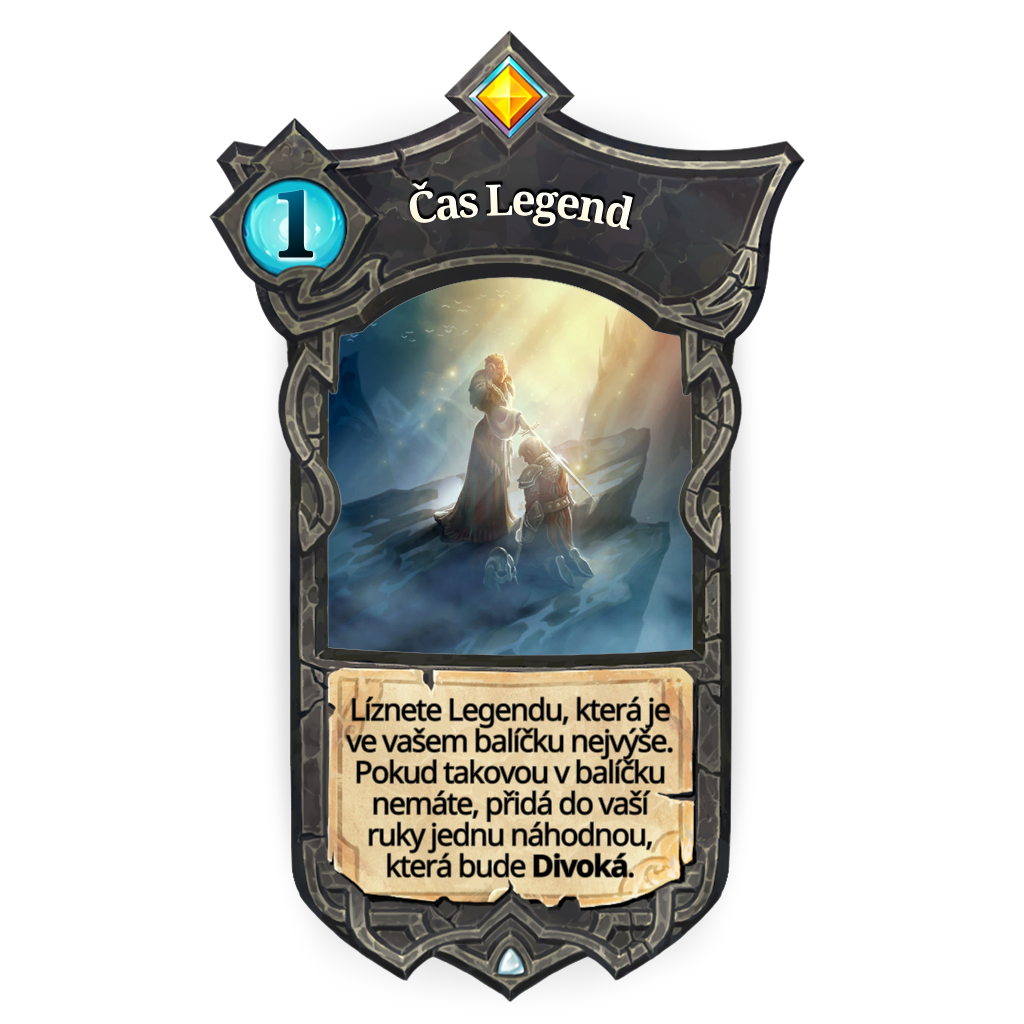 1
Čas Legend
Líznete Legendu, která je
ve vašem balíčku nejvýše.
Pokud takovou v balíčku
nemáte, přidá do vaší
ruky jednu náhodnou,
která bude Divoká.